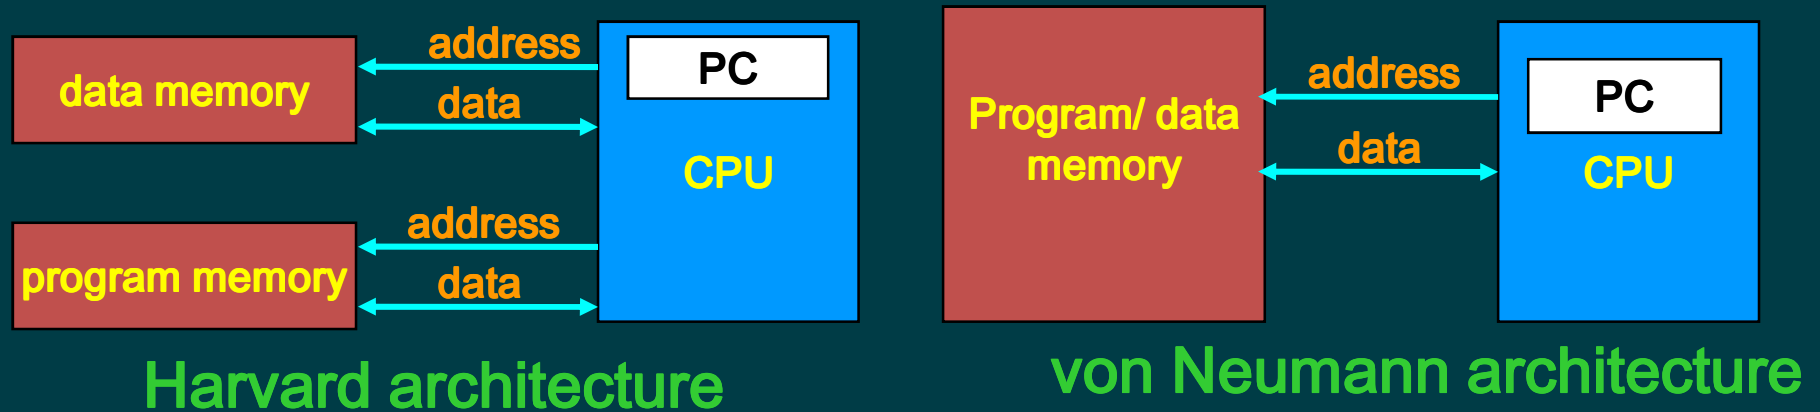 data memory
address
data
PC
CPU
program memory
address
data
Harvard architecture
Program/ data
memory
address
data
PC
CPU
von Neumann architecture